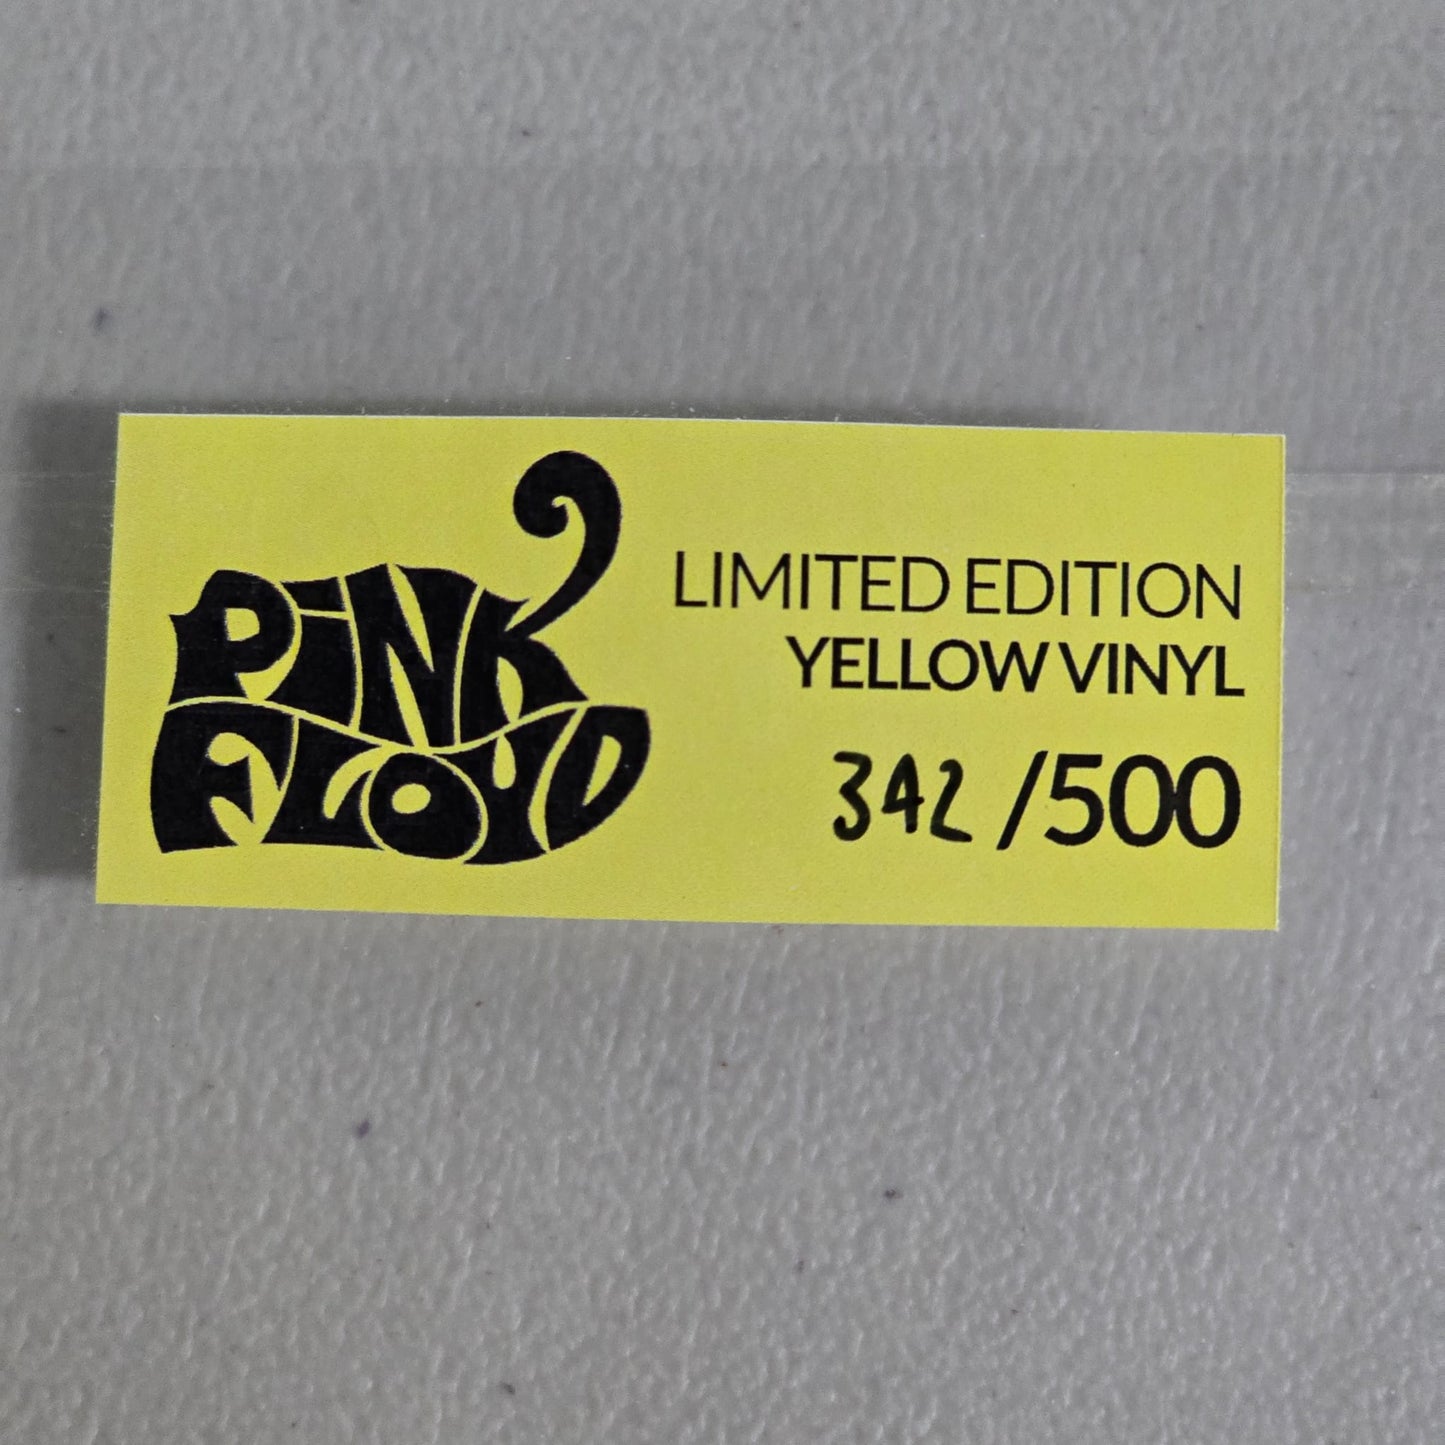 PiNK
FLOYD
LIMITED EDITION
YELLOW VINYL
342 /500